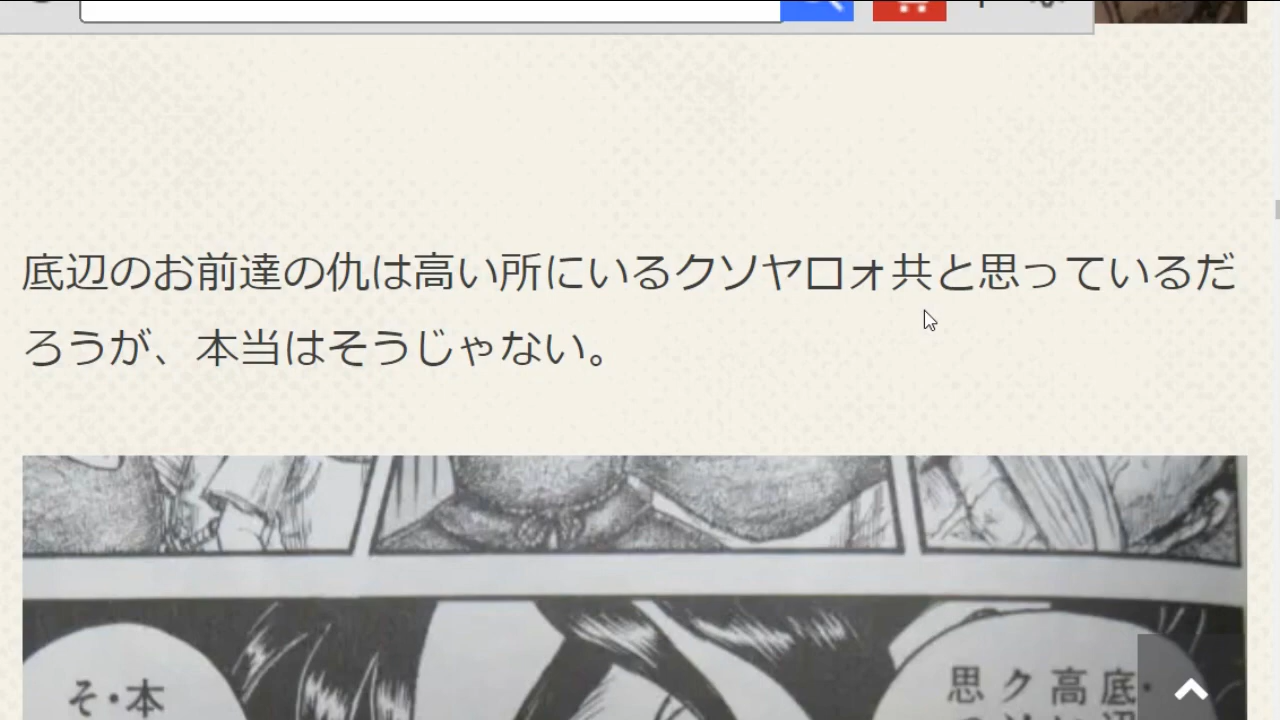 底辺のお前達の仇は高い所にいるクソヤロォ共と思っているだ
ろうが、本当はそうじゃない。
底辺
高
ク
思
本・
そ